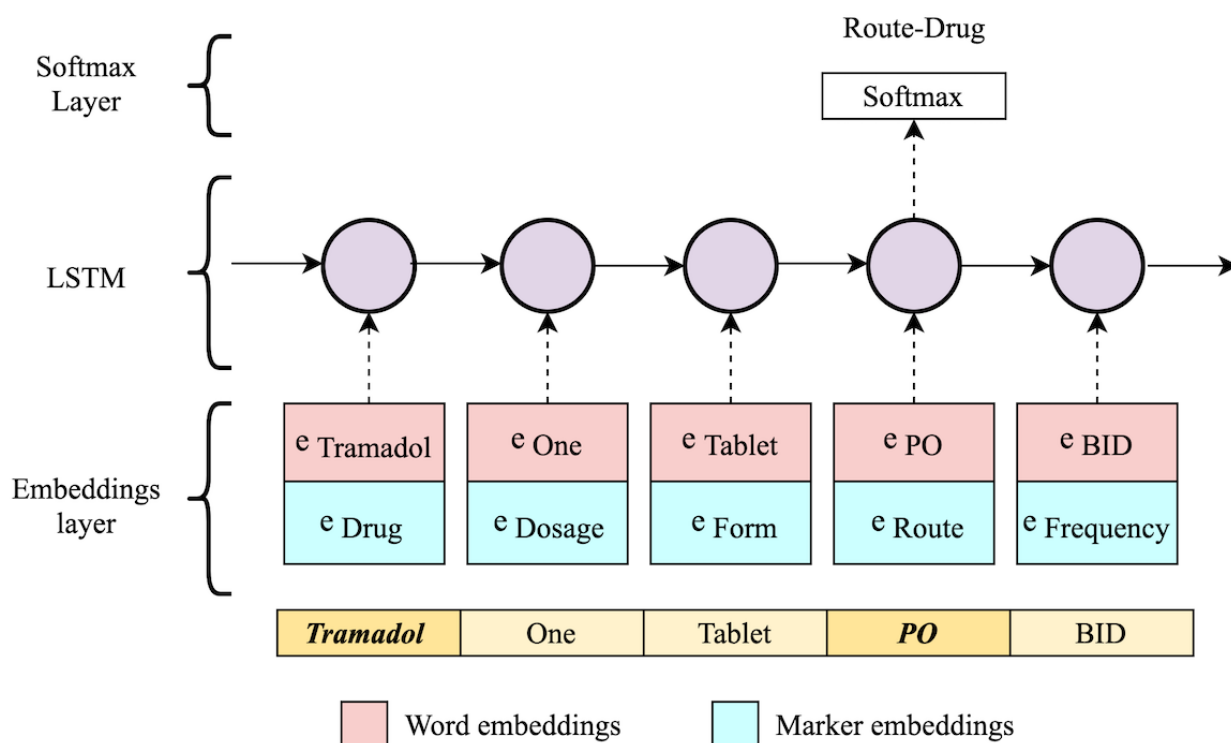 Route-Drug
Softmax
Layer
Softmax
LSTM
e Tramadol
e One
e Tablet
e PO
e BID
Embeddings
layer
e Drug
e Dosage
e Form
e Route
e Frequency
Tramadol
One
Tablet
PO
BID
Word embeddings
Marker embeddings